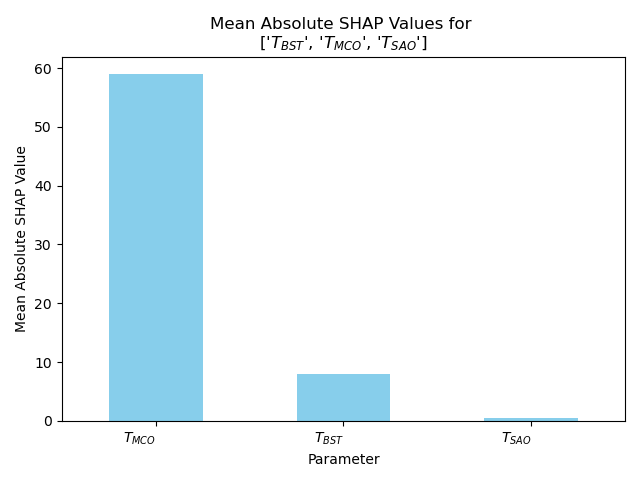 Mean Absolute SHAP Values for
['T_BST', 'T_MCO', 'T_SAO']
60
50
40
30
20
10
0
Mean Absolute SHAP Value
T_MCO T_BST T_SAO
Parameter